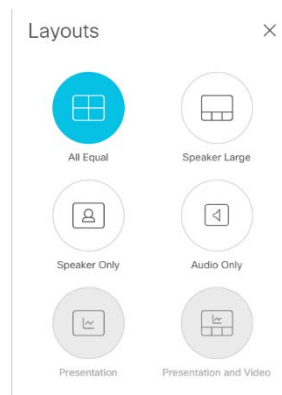 Layouts
All Equal
Speaker Large
Speaker Only
Audio Only
Presentation
Presentation and Video